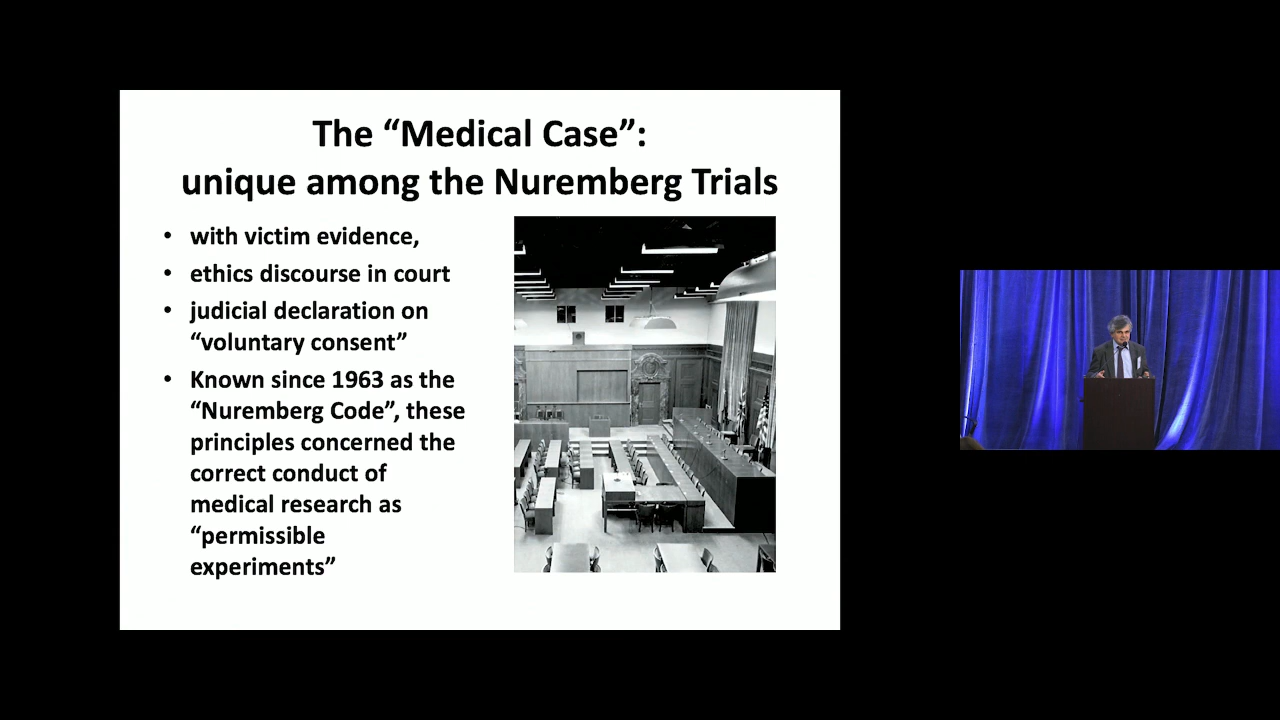 The “Medical Case”:
unique among the Nuremberg Trials
• with victim evidence,
• ethics discourse in court
• judicial declaration on
“voluntary consent”
• Known since 1963 as the
“Nuremberg Code”, these
principles concerned the
correct conduct of
medical research as
“permissible
experiments”